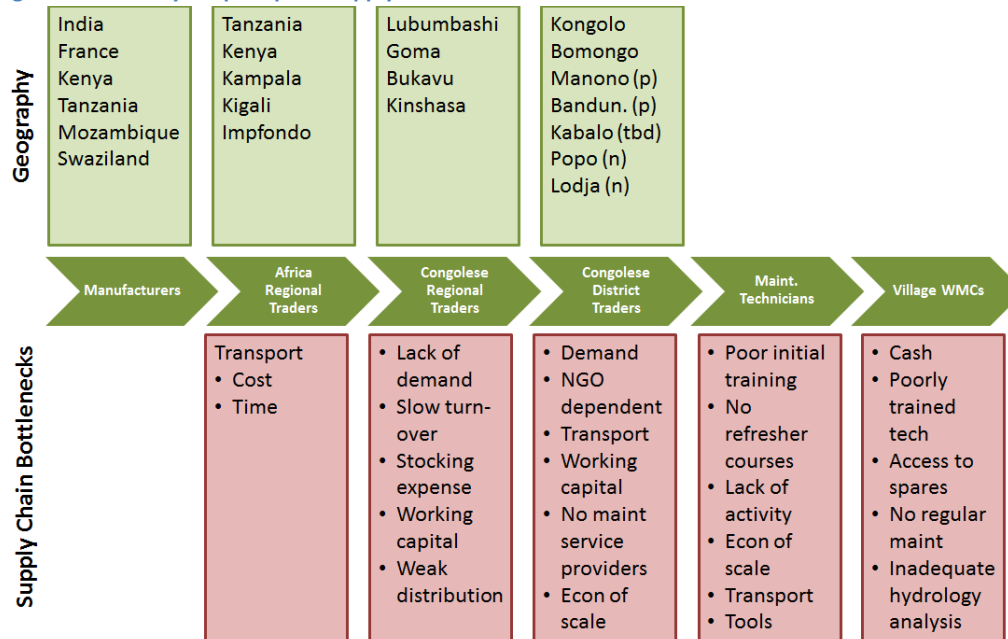 Geography
India
France
Kenya
Tanzania
Mozambique
Swaziland
Tanzania
Kenya
Kampala
Kigali
Impfondo
Lubumbashi
Goma
Bukavu
Kinshasa
Kongolo
Bomongo
Manono (p)
Bandun. (p)
Kabalo (tbd)
Popo (n)
Lodja (n)
Manufacturers
Africa
Regional
Traders
Congolese
Regional
Traders
Congolese
District
Traders
Maint.
Technicians
Village WMCs
Supply Chain Bottlenecks
Transport
• Cost
• Time
• Lack of
demand
• Slow turn-
over
• Stocking
expense
• Working
capital
• Weak
distribution
• Demand
• NGO
dependent
• Transport
• Working
capital
• No maint
service
providers
• Econ of
scale
• Poor initial
training
• No
refresher
courses
• Lack of
activity
• Econ of
scale
• Transport
• Tools
• Cash
• Poorly
trained
tech
• Access to
spares
• No regular
maint
• Inadequate
hydrology
analysis